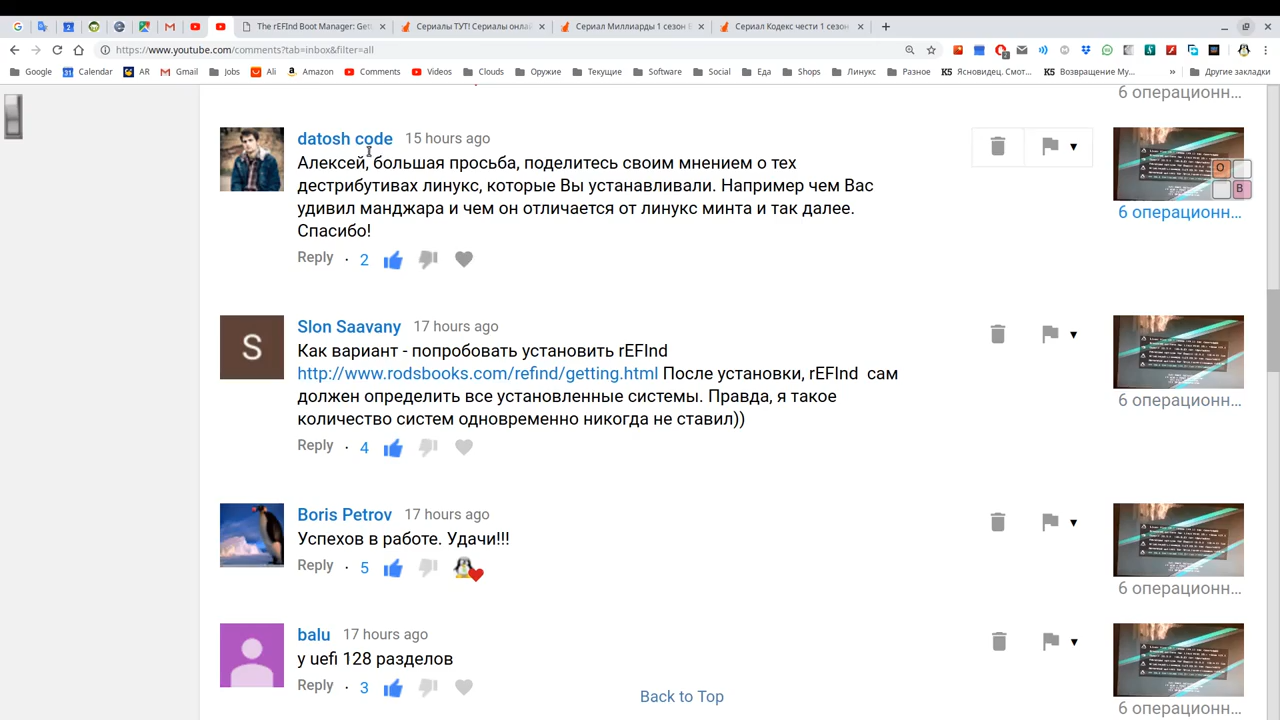 The rEFInd Boot Manager: Gett
Сериалы ТУТ! Сериалы онла
Сериал Миллиарды 1 сезон В
Сериал Кодекс чести 1 сезон
https://www.youtube.com/comments?tab=inbox&filter=all
Google
Calendar
AR
Gmail
Jobs
Ali
Amazon
Comments
Videos
Clouds
Оружие
Текущие
Software
Social
Еда
Shops
Линукс
Разное
Ясновидец. Смот...
Возвращение Му...
»
Другие закладки
6 операционн...
datosh code 15 hours ago
Алексей, большая просьба, поделитесь своим мнением о тех
дестрибутивах линукс, которые Вы устанавливали. Например чем Вас
удивил манджара и чем он отличается от линукс минта и так далее.
Спасибо!
Reply · 2
O
B
6 операционн...
Slon Saavany 17 hours ago
S
Как вариант - попробовать установить rEFInd
http://www.rodsbooks.com/refind/getting.html После установки, rEFInd сам
должен определить все установленные системы. Правда, я такое
количество систем одновременно никогда не ставил))
Reply · 4
6 операционн...
Boris Petrov 17 hours ago
Успехов в работе. Удачи!!!
Reply · 5
6 операционн...
balu 17 hours ago
у uefi 128 разделов
Reply · 3
Back to Top
6 операционн...